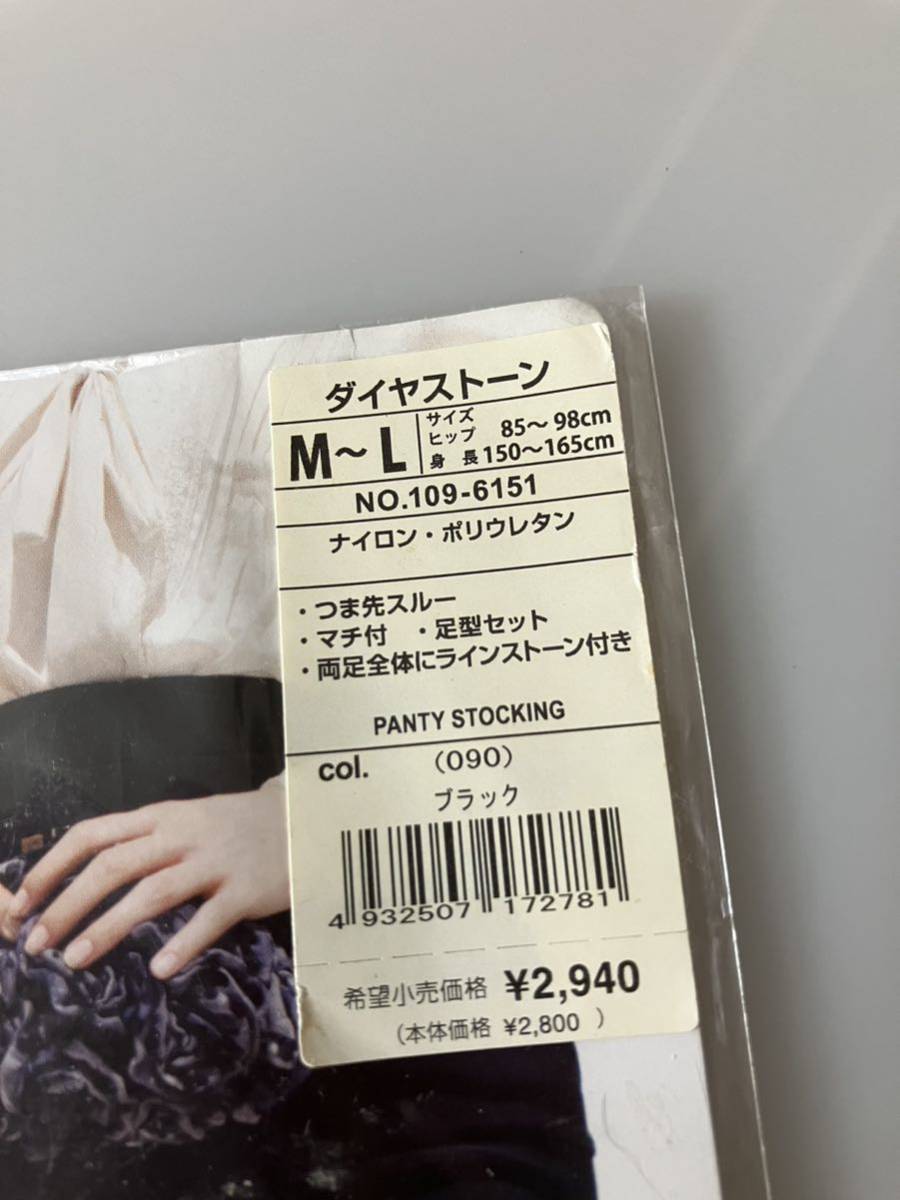 ダイヤストーン
M〜L
サイズ
ヒップ 85〜98cm
身長 150〜165cm
NO.109-6151
ナイロン・ポリウレタン
・つま先スルー
・マチ付 ・足型セット
・両足全体にラインストーン付き
PANTY STOCKING
col. (090)
ブラック
4 932507 172781
希望小売価格 ¥2,940
(本体価格 ¥2,800 )